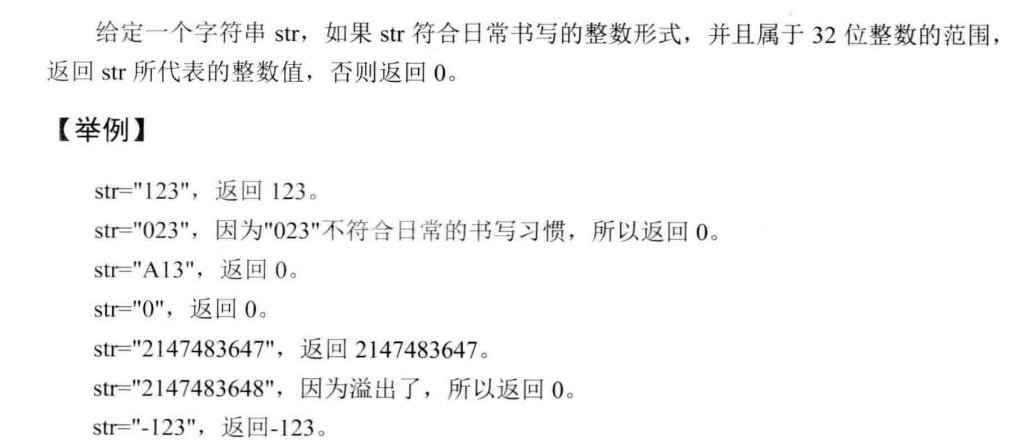 给定一个字符串 str，如果 str 符合日常书写的整数形式，并且属于 32 位整数的范围，
返回 str 所代表的整数值，否则返回 0。
【举例】
str="123"，返回 123。
str="023"，因为"023"不符合日常的书写习惯，所以返回 0。
str="A13"，返回 0。
str="0"，返回 0。
str="2147483647"，返回 2147483647。
str="2147483648"，因为溢出了，所以返回 0。
str="-123"，返回-123。